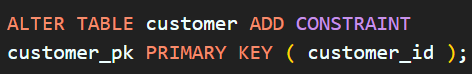 ALTER TABLE customer ADD CONSTRAINT
customer_pk PRIMARY KEY ( customer_id );